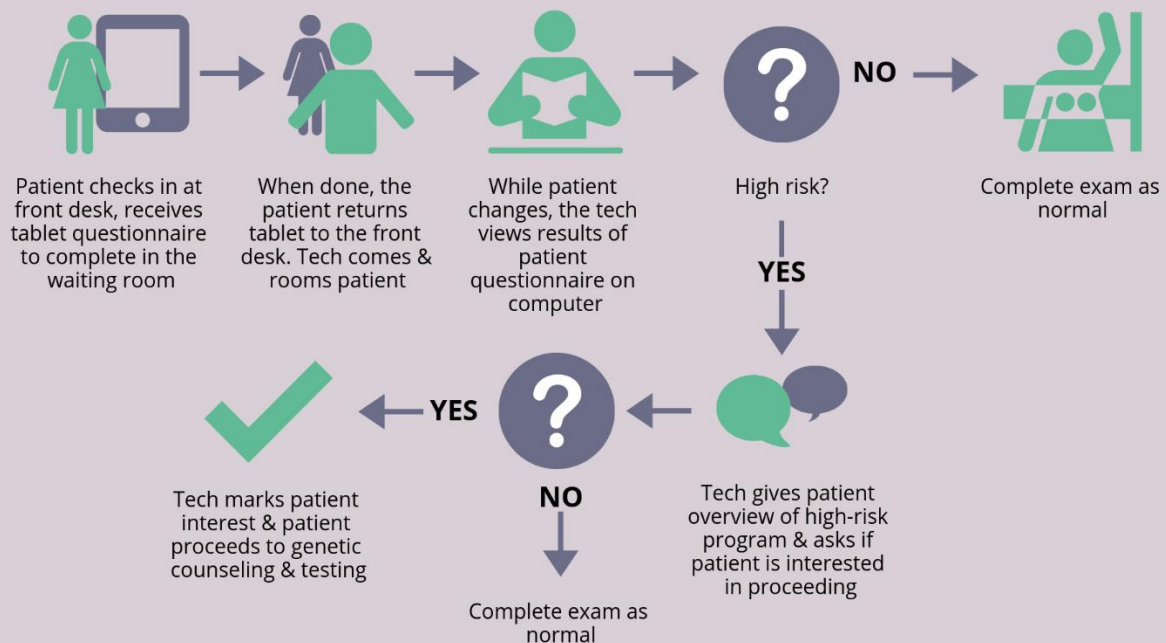 Patient checks in at
front desk, receives
tablet questionnaire
to complete in the
waiting room
When done, the
patient returns
tablet to the front
desk. Tech comes &
rooms patient
While patient
changes, the tech
views results of
patient
questionnaire on
computer
?
High risk?
NO
Complete exam as
normal
YES
Tech gives patient
overview of high-risk
program & asks if
patient is interested
in proceeding
?
YES
Tech marks patient
interest & patient
proceeds to genetic
counseling & testing
NO
Complete exam as
normal